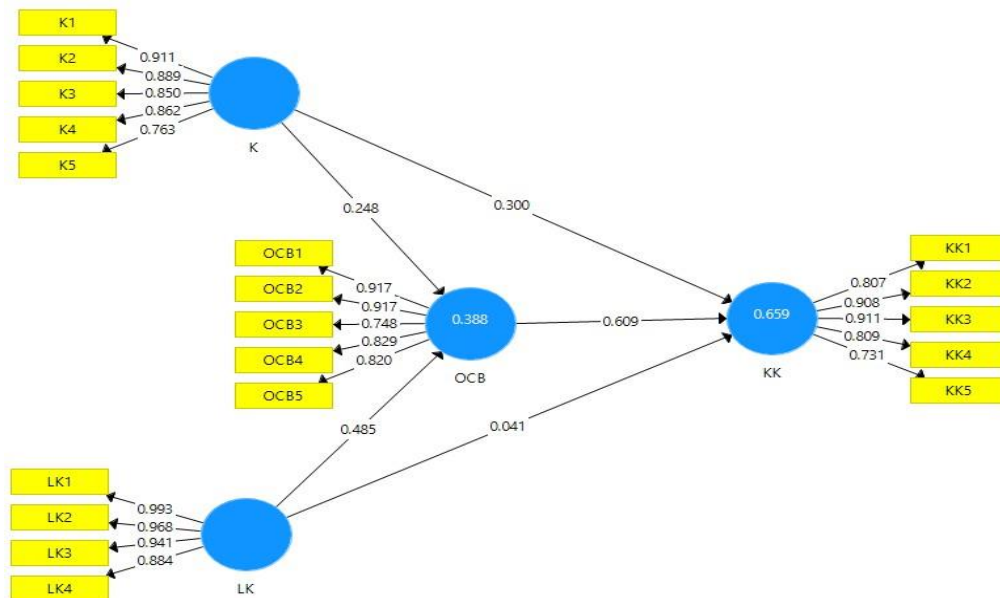 K1
K2
K3
K4
K5
0.911
0.889
0.850
0.862
0.763
K
0.248
0.300
OCB1
OCB2
OCB3
OCB4
OCB5
0.917
0.917
0.748
0.829
0.820
0.388
OCB
0.609
0.659
KK
0.807
0.908
0.911
0.809
0.731
KK1
KK2
KK3
KK4
KK5
0.485
0.041
LK1
LK2
LK3
LK4
0.993
0.968
0.941
0.884
LK